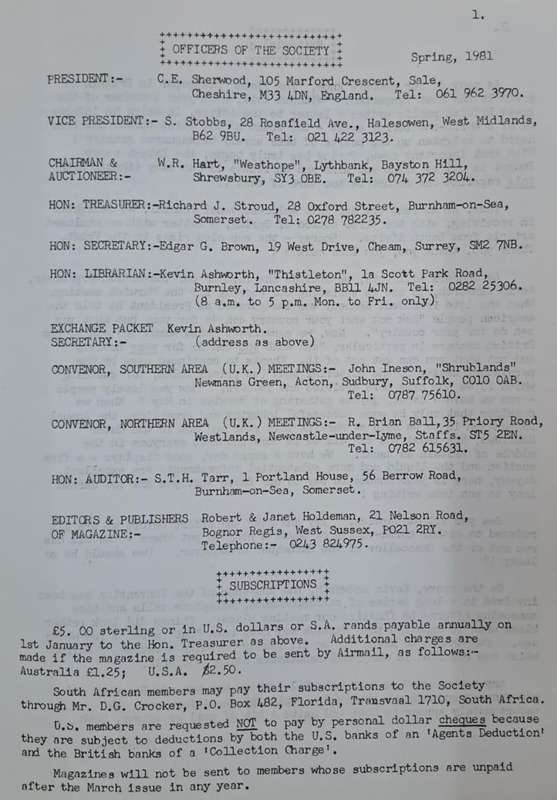 1.
++++++++++++++++++++++++++
OFFICERS OF THE SOCIETY
++++++++++++++++++++++++++
Spring, 1981
PRESIDENT:- C.E. Sherwood, 105 Marford Crescent, Sale,
Cheshire, M33 4DN, England. Tel: 061 962 3970.
VICE PRESIDENT:- S. Stobbs, 28 Rosafield Ave., Halesowen, West Midlands,
B62 9BU. Tel: 021 422 3123.
CHAIRMAN & W.R. Hart, "Westhope", Lythbank, Bayston Hill,
AUCTIONEER:- Shrewsbury, SY3 0BE. Tel: 074 372 3204.
HON: TREASURER:-Richard J. Stroud, 28 Oxford Street, Burnham-on-Sea,
Somerset. Tel: 0278 782235.
HON: SECRETARY:-Edgar G. Brown, 19 West Drive, Cheam, Surrey, SM2 7NB.
HON: LIBRARIAN:-Kevin Ashworth, "Thistleton", 1a Scott Park Road,
Burnley, Lancashire, BB11 4JN. Tel: 0282 25306.
(8 a.m. to 5 p.m. Mon. to Fri. only)
EXCHANGE PACKET Kevin Ashworth.
SECRETARY:- (address as above)
CONVENOR, SOUTHERN AREA (U.K.) MEETINGS:- John Ineson, "Shrublands"
Newmans Green, Acton, Sudbury, Suffolk, CO10 0AB.
Tel: 0787 75610.
CONVENOR, NORTHERN AREA (U.K.) MEETINGS:- R. Brian Ball,35 Priory Road,
Westlands, Newcastle-under-Lyme, Staffs. ST5 2EN.
Tel: 0782 615631.
HON: AUDITOR:- S.T.H. Tarr, 1 Portland House, 56 Berrow Road,
Burnham-on-Sea, Somerset.
EDITORS & PUBLISHERS Robert & Janet Holdeman, 21 Nelson Road,
OF MAGAZINE:- Bognor Regis, West Sussex, PO21 2RY.
Telephone:- 0243 824975.
++++++++++++++++
SUBSCRIPTIONS
++++++++++++++++
£5. 00 sterling or in U.S. dollars or S.A. rands payable annually on
1st January to the Hon. Treasurer as above. Additional charges are
made if the magazine is required to be sent by Airmail, as follows:-
Australia £1.25; U.S.A. $2.50.
South African members may pay their subscriptions to the Society
through Mr. D.G. Crocker, P.O. Box 482, Florida, Transvaal 1710, South Africa.
U.S. members are requested NOT to pay by personal dollar cheques because
they are subject to deductions by both the U.S. banks of an 'Agents Deduction'
and the British banks of a 'Collection Charge'.
Magazines will not be sent to members whose subscriptions are unpaid
after the March issue in any year.